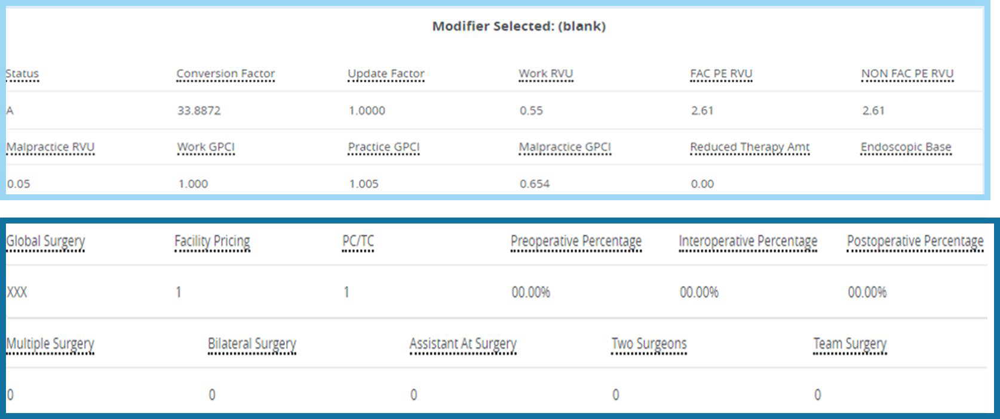 Modifier Selected: (blank)
Status Conversion Factor Update Factor Work RVU FAC PE RVU NON FAC PE RVU
A 33.8872 1.0000 0.55 2.61 2.61
Malpractice RVU Work GPCI Practice GPCI Malpractice GPCI Reduced Therapy Amt Endoscopic Base
0.05 1.000 1.005 0.654 0.00
Global Surgery Facility Pricing PC/TC Preoperative Percentage Interoperative Percentage Postoperative Percentage
XXX 1 1 00.00% 00.00% 00.00%
Multiple Surgery Bilateral Surgery Assistant At Surgery Two Surgeons Team Surgery
0 0 0 0 0